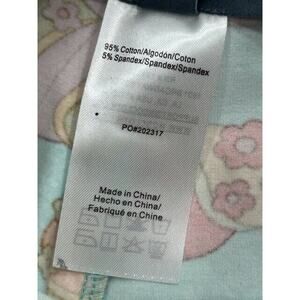 95% Cotton/Algodón/Coton
5% Spandex/Spandex/Spandex
PO#202317
Made in China/
Hecho en China/
Fabriqué en Chine